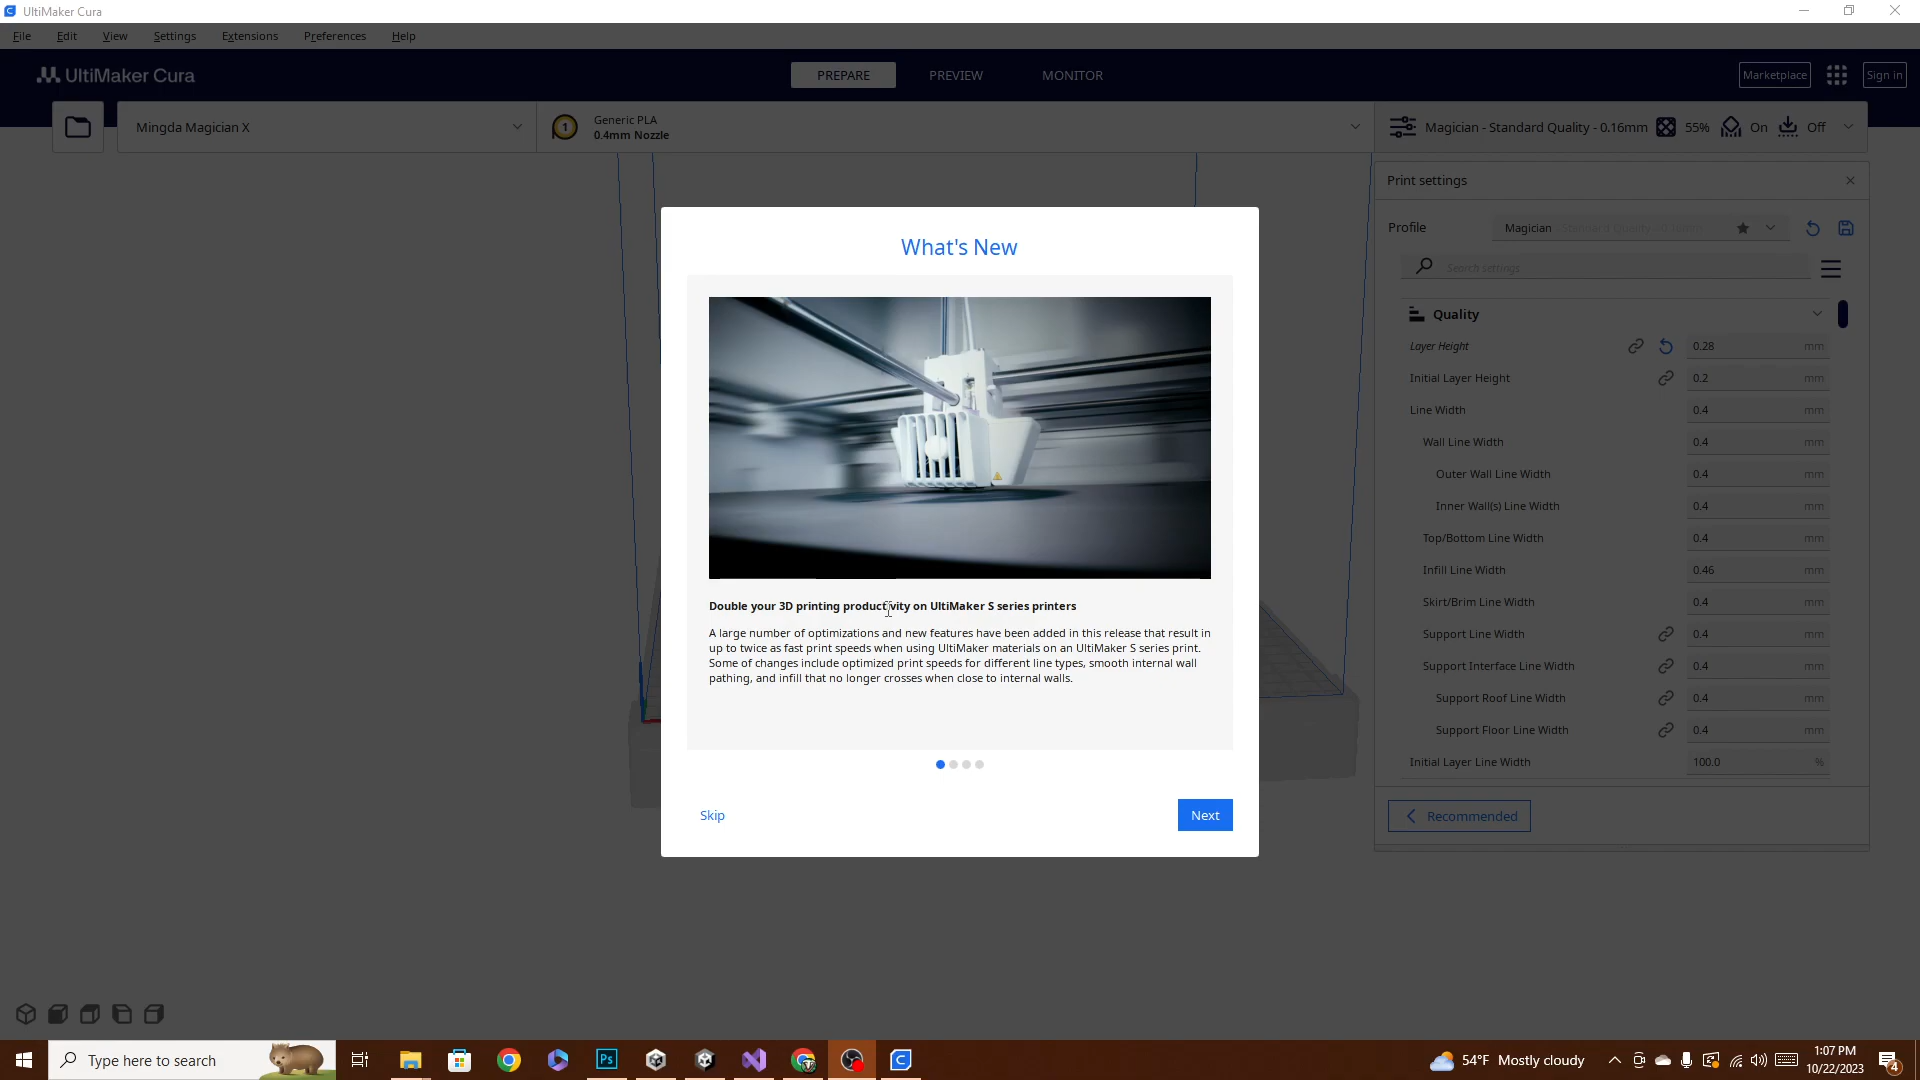 UltiMaker Cura
File Edit View Settings Extensions Preferences Help
UltiMaker Cura
PREPARE PREVIEW MONITOR
Marketplace Sign in
Mingda Magician X
1 Generic PLA
0.4mm Nozzle
Magician - Standard Quality - 0.16mm 55% On Off
Print settings
Profile Magician Standard Quality - 0.16mm
Search settings
Quality
Layer Height 0.28 mm
Initial Layer Height 0.2 mm
Line Width 0.4 mm
Wall Line Width 0.4 mm
Outer Wall Line Width 0.4 mm
Inner Wall(s) Line Width 0.4 mm
Top/Bottom Line Width 0.4 mm
Infill Line Width 0.46 mm
Skirt/Brim Line Width 0.4 mm
Support Line Width 0.4 mm
Support Interface Line Width 0.4 mm
Support Roof Line Width 0.4 mm
Support Floor Line Width 0.4 mm
Initial Layer Line Width 100.0 %
Recommended
What's New
Double your 3D printing productivity on UltiMaker S series printers
A large number of optimizations and new features have been added in this release that result in
up to twice as fast print speeds when using UltiMaker materials on an UltiMaker S series print.
Some of changes include optimized print speeds for different line types, smooth internal wall
pathing, and infill that no longer crosses when close to internal walls.
Skip Next
Type here to search
Ps
54°F Mostly cloudy
1:07 PM
10/22/2023
4